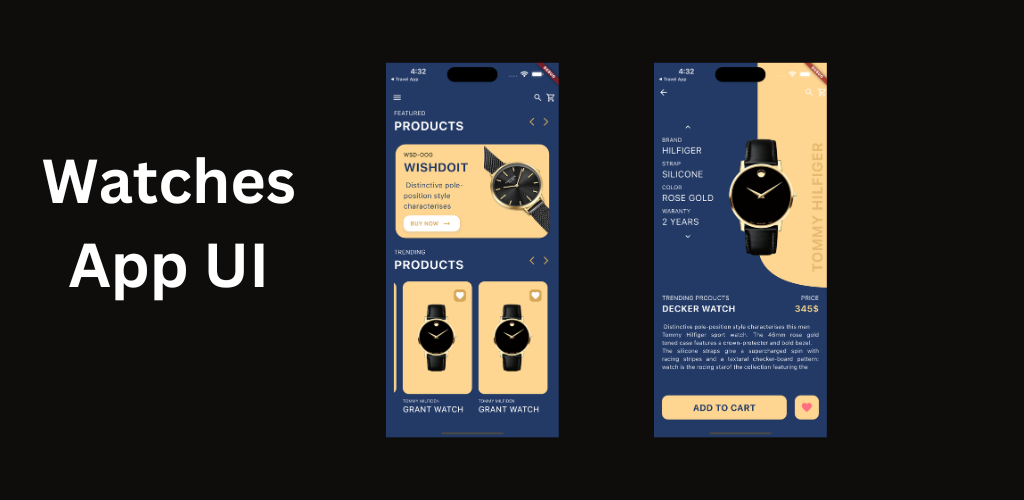 Watches
App UI
4:32
Travel App
DEBUG
FEATURED
PRODUCTS
WSD-DOG
WISHDOIT
Distinctive pole-
position style
characterises
BUY NOW
TRENDING
PRODUCTS
TOMMY HILFIGER
GRANT WATCH
TOMMY HILFIGER
GRANT WATCH
4:32
Travel App
DEBUG
BRAND
HILFIGER
STRAP
SILICONE
COLOR
ROSE GOLD
WARANTY
2 YEARS
TOMMY HILFIGER
TRENDING PRODUCTS
PRICE
DECKER WATCH
345$
Distinctive pole-position style characterises this men
Tommy Hilfiger sport watch. The 46mm rose gold
toned case features a crown-protector and bold bezel.
The silicone straps give a supercharged spin with
racing stripes and a textural checker-board pattern:
watch is the racing starof the collection featuring the
ADD TO CART